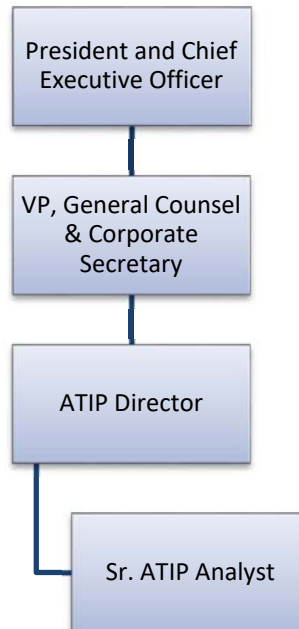 President and Chief
Executive Officer
VP, General Counsel
& Corporate
Secretary
ATIP Director
Sr. ATIP Analyst